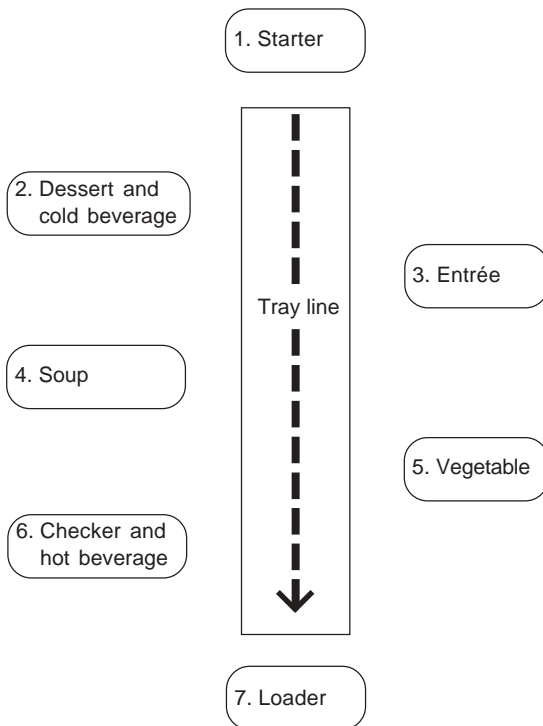 1. Starter
2. Dessert and
cold beverage
3. Entrée
Tray line
4. Soup
5. Vegetable
6. Checker and
hot beverage
7. Loader